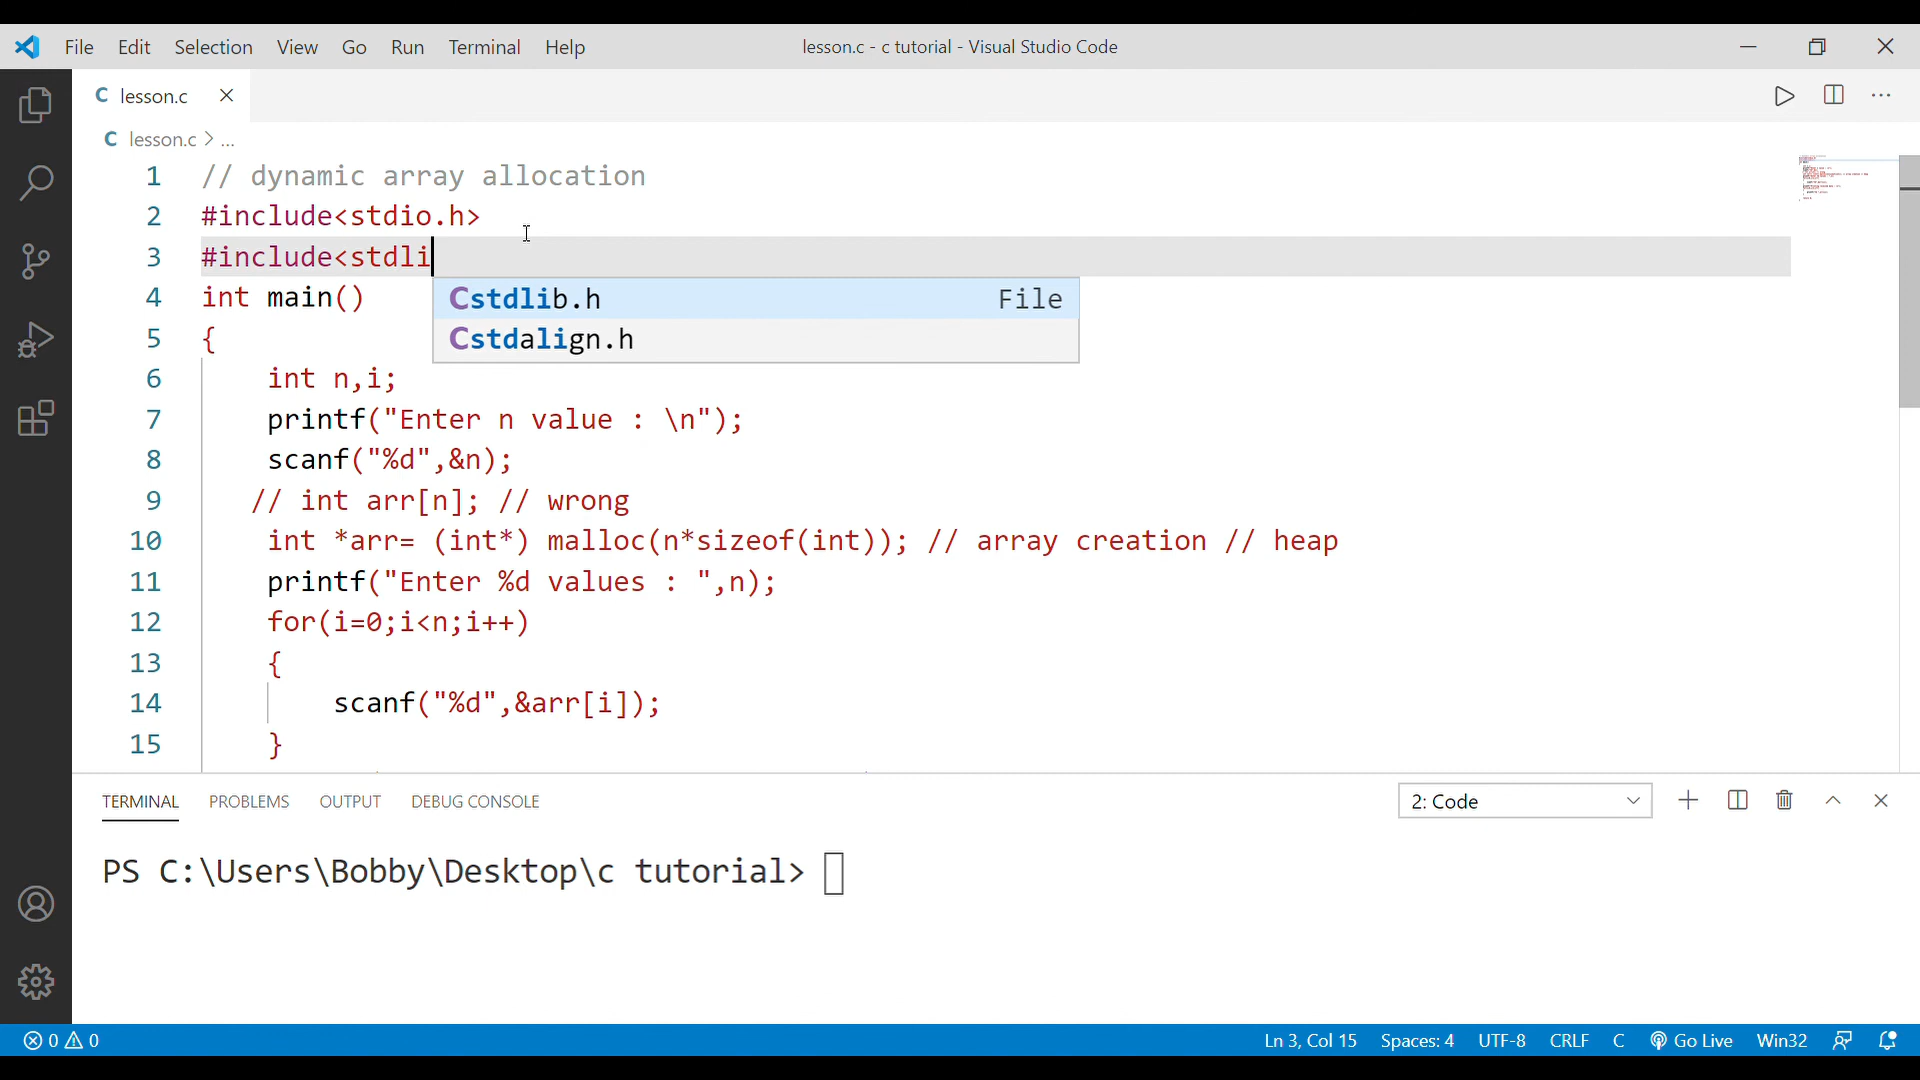 File Edit Selection View Go Run Terminal Help lesson.c - c tutorial - Visual Studio Code
C lesson.c
C lesson.c > ...
1 // dynamic array allocation
2 #include<stdio.h>
3 #include<stdli
Cstdlib.h File
Cstdalign.h
4 int main()
5 {
6 int n,i;
7 printf("Enter n value : \n");
8 scanf("%d",&n);
9 // int arr[n]; // wrong
10 int *arr= (int*) malloc(n*sizeof(int)); // array creation // heap
11 printf("Enter %d values : ",n);
12 for(i=0;i<n;i++)
13 {
14 scanf("%d",&arr[i]);
15 }
TERMINAL PROBLEMS OUTPUT DEBUG CONSOLE 2: Code
PS C:\Users\Bobby\Desktop\c tutorial>
0 0 Ln 3, Col 15 Spaces: 4 UTF-8 CRLF C Go Live Win32